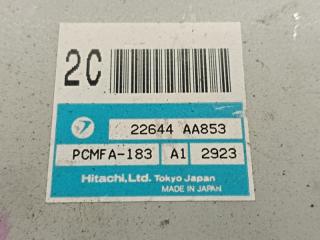 2C
22644 AA853
PCMFA-183 A1 2923
Hitachi, Ltd. Tokyo Japan
MADE IN JAPAN